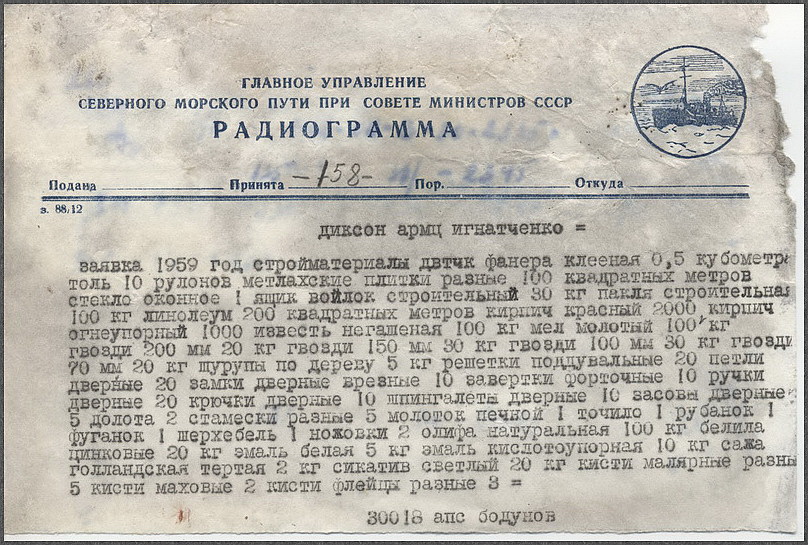 ГЛАВНОЕ УПРАВЛЕНИЕ
СЕВЕРНОГО МОРСКОГО ПУТИ ПРИ СОВЕТЕ МИНИСТРОВ СССР
РАДИОГРАММА
Подана Принята -158- Пор. Откуда
з. 88/12
диксон армц игнатченко =
заявка 1959 год стройматериалы двтчк фанера клееная 0,5 кубометра
толь 10 рулонов метлахские плитки разные 100 квадратных метров
стекло оконное 1 ящик войлок строительный 30 кг пакля строительная
100 кг линолеум 200 квадратных метров кирпич красный 2000 кирпич
огнеупорный 1000 известь негашеная 100 кг мел молотый 100 кг
гвозди 200 мм 20 кг гвозди 150 мм 30 кг гвозди 100 мм 30 кг гвозди
70 мм 20 кг шурупы по дереву 5 кг решетки поддувальные 20 петли
дверные 20 замки дверные врезные 10 завертки форточные 10 ручки
дверные 20 крючки дверные 10 шпингалеты дверные 10 засовы дверные
5 долота 2 стамески разные 5 молоток печной 1 точило 1 рубанок 1
фуганок 1 шерхебель 1 ножовки 2 олифа натуральная 100 кг белила
цинковые 20 кг эмаль белая 5 кг эмаль кислотоупорная 10 кг сажа
голландская тертая 2 кг сикатив светлый 20 кг кисти малярные разны
5 кисти маховые 2 кисти флейцы разные 3 =
30018 апс бодунов